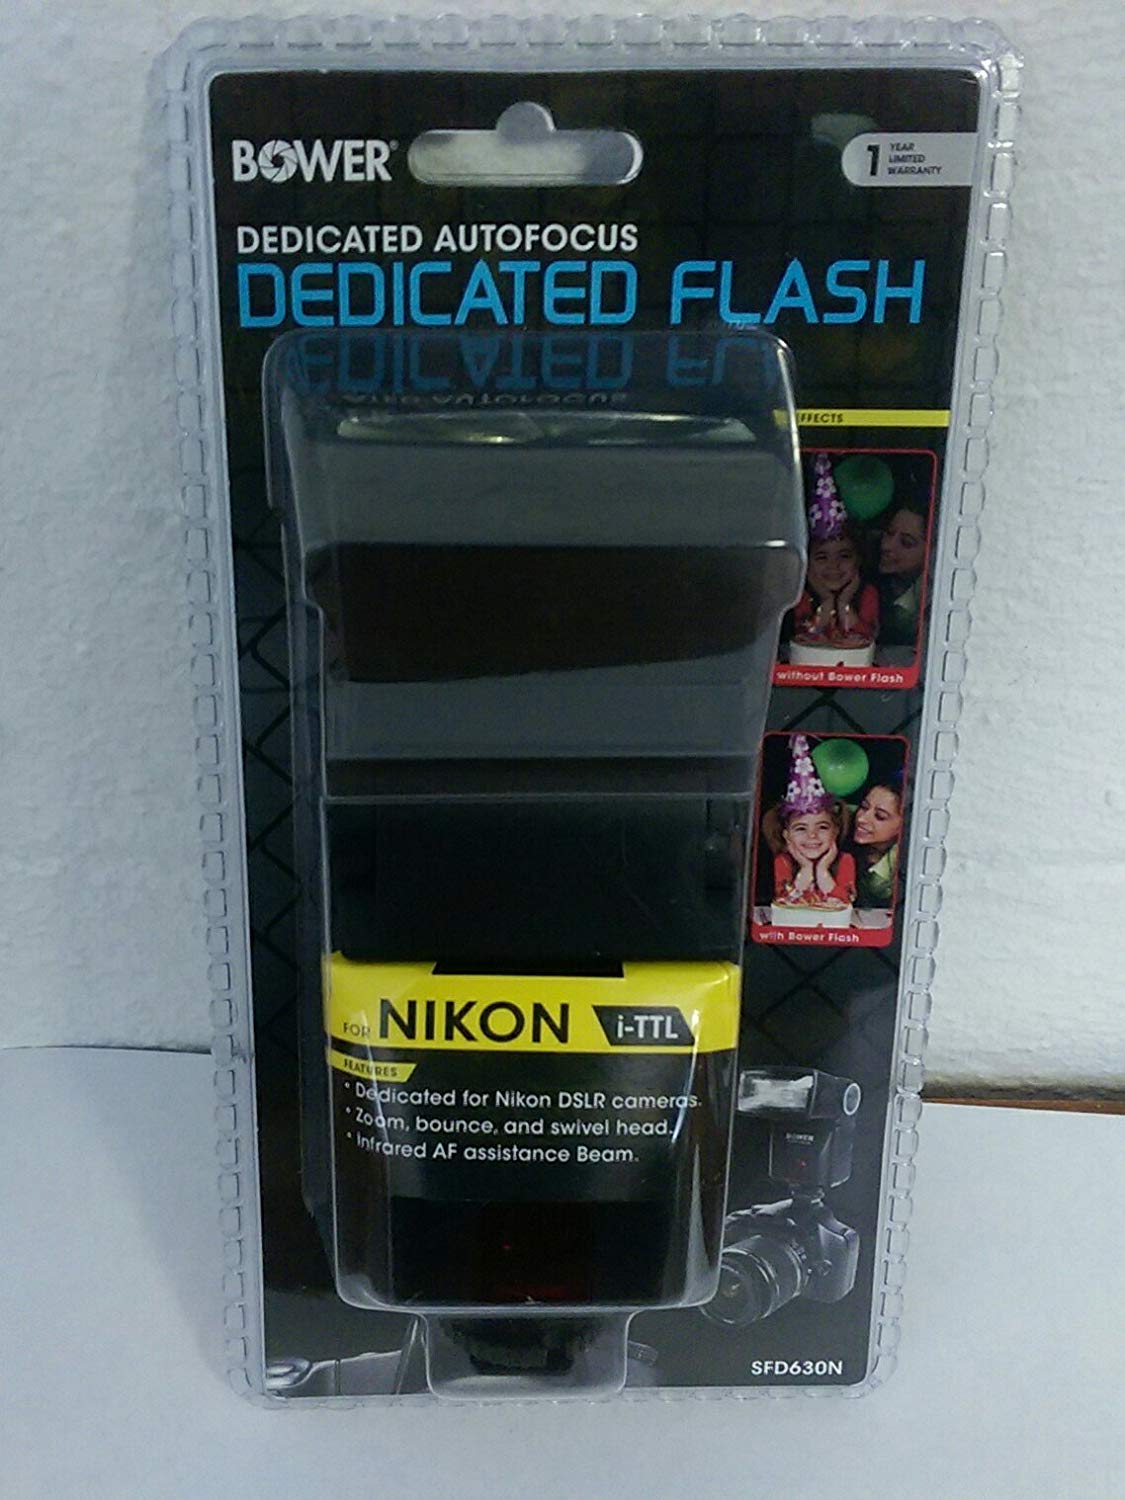 BOWER
1 YEAR
LIMITED
WARRANTY
DEDICATED AUTOFOCUS
DEDICATED FLASH
EFFECTS
without Bower Flash
with Bower Flash
FOR NIKON i-TTL
FEATURES
• Dedicated for Nikon DSLR cameras.
• Zoom, bounce, and swivel head.
• Infrared AF assistance Beam.
BOWER
SFD630N